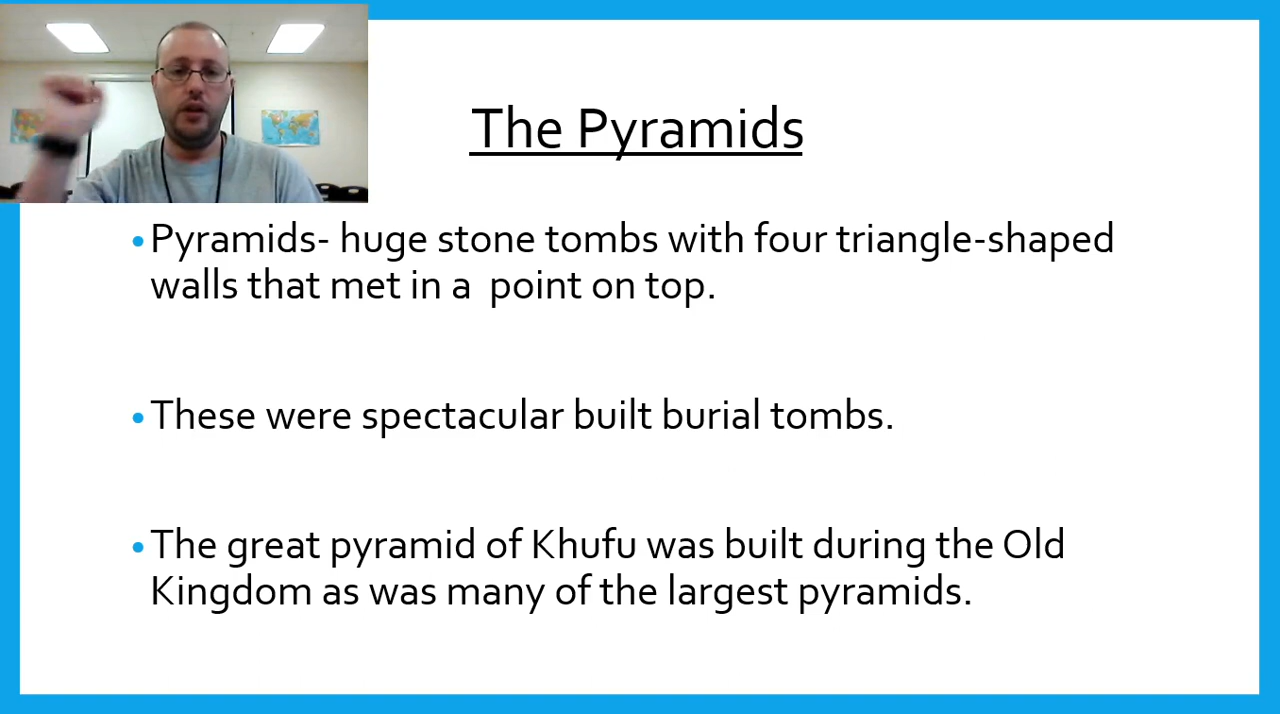 The Pyramids
•Pyramids- huge stone tombs with four triangle-shaped
walls that met in a  point on top.
•These were spectacular built burial tombs.
•The great pyramid of Khufu was built during the Old
Kingdom as was many of the largest pyramids.